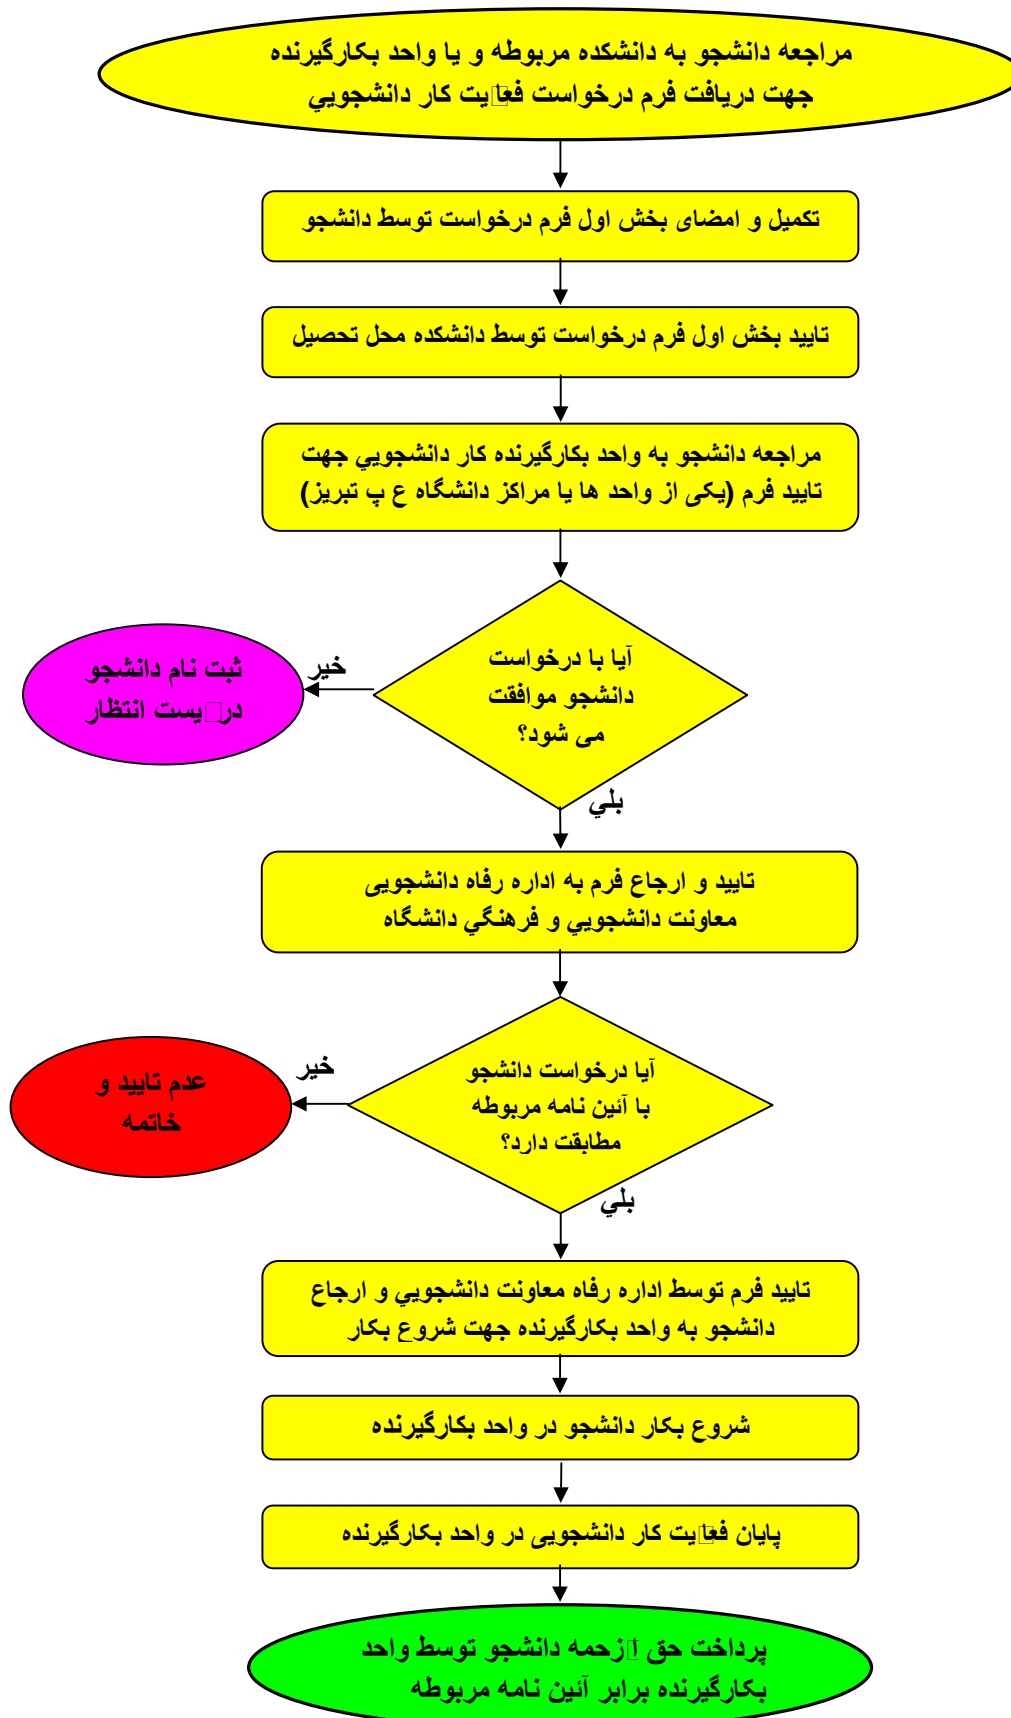 مراجعه دانشجو به دانشکده مربوطه و یا واحد بکارگیرنده
جهت دریافت فرم درخواست کار دانشجويي
تکمیل و امضای بخش اول فرم درخواست توسط دانشجو
تایید بخش اول فرم درخواست توسط دانشکده محل تحصیل
مراجعه دانشجو به واحد بکارگیرنده کار دانشجويي جهت
تایید فرم (یکی از واحد ها یا مراکز دانشگاه ع پ تبریز)
آیا با درخواست
دانشجو موافقت
می شود؟
خیر
ثبت نام دانشجو
در انتظار
بلي
تایید و ارجاع فرم به اداره رفاه دانشجویی
معاونت دانشجويي و فرهنگي دانشگاه
آیا درخواست دانشجو
با آئین نامه مربوطه
مطابقت دارد؟
خیر
عدم تایید و
خاتمه
بلي
تایید فرم توسط اداره رفاه معاونت دانشجويي و ارجاع
دانشجو به واحد بکارگیرنده جهت شروع بکار
شروع بکار دانشجو در واحد بکارگیرنده
پایان کار دانشجویی در واحد بکارگیرنده
پرداخت حق دانشجو توسط واحد
بکارگیرنده برابر آئین نامه مربوطه